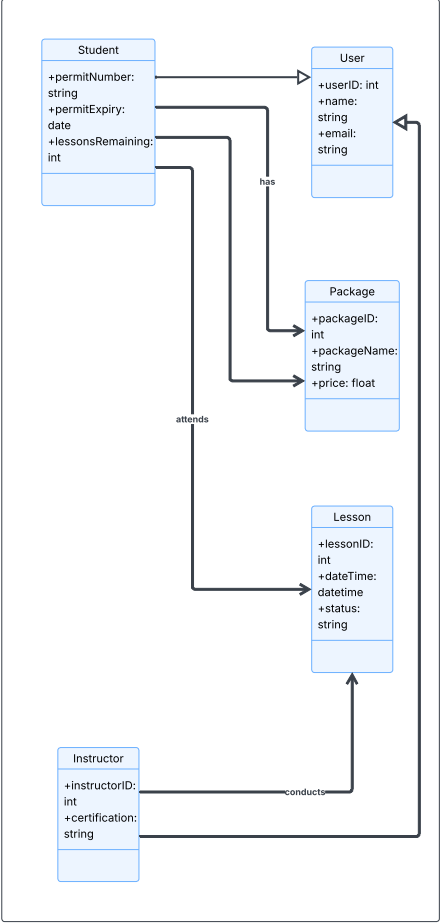 Student
+permitNumber:
string
+permitExpiry:
date
+lessonsRemaining:
int
User
+userID: int
+name:
string
+email:
string
has
Package
+packageID:
int
+packageName:
string
+price: float
attends
Lesson
+lessonID:
int
+dateTime:
datetime
+status:
string
Instructor
+instructorID:
int
+certification:
string
conducts